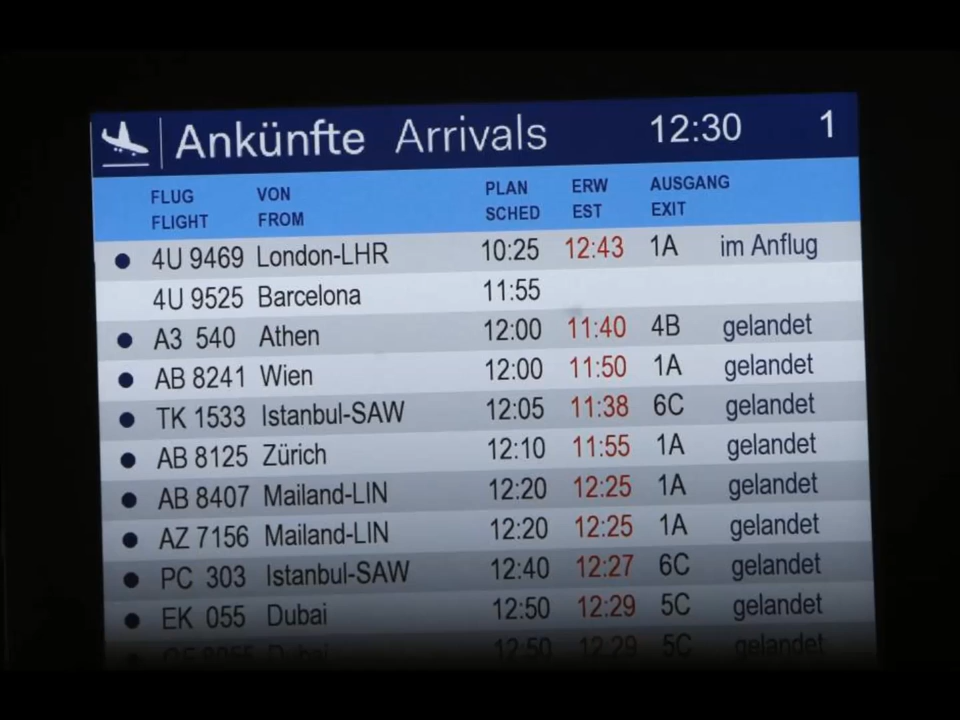 Ankünfte Arrivals 12:30 1
FLUG VON PLAN ERW AUSGANG
FLIGHT FROM SCHED EST EXIT
4U 9469 London-LHR 10:25 12:43 1A im Anflug
4U 9525 Barcelona 11:55
A3 540 Athen 12:00 11:40 4B gelandet
AB 8241 Wien 12:00 11:50 1A gelandet
TK 1533 Istanbul-SAW 12:05 11:38 6C gelandet
AB 8125 Zürich 12:10 11:55 1A gelandet
AB 8407 Mailand-LIN 12:20 12:25 1A gelandet
AZ 7156 Mailand-LIN 12:20 12:25 1A gelandet
PC 303 Istanbul-SAW 12:40 12:27 6C gelandet
EK 055 Dubai 12:50 12:29 5C gelandet
Dubai 12:50 12:29 5C gelandet